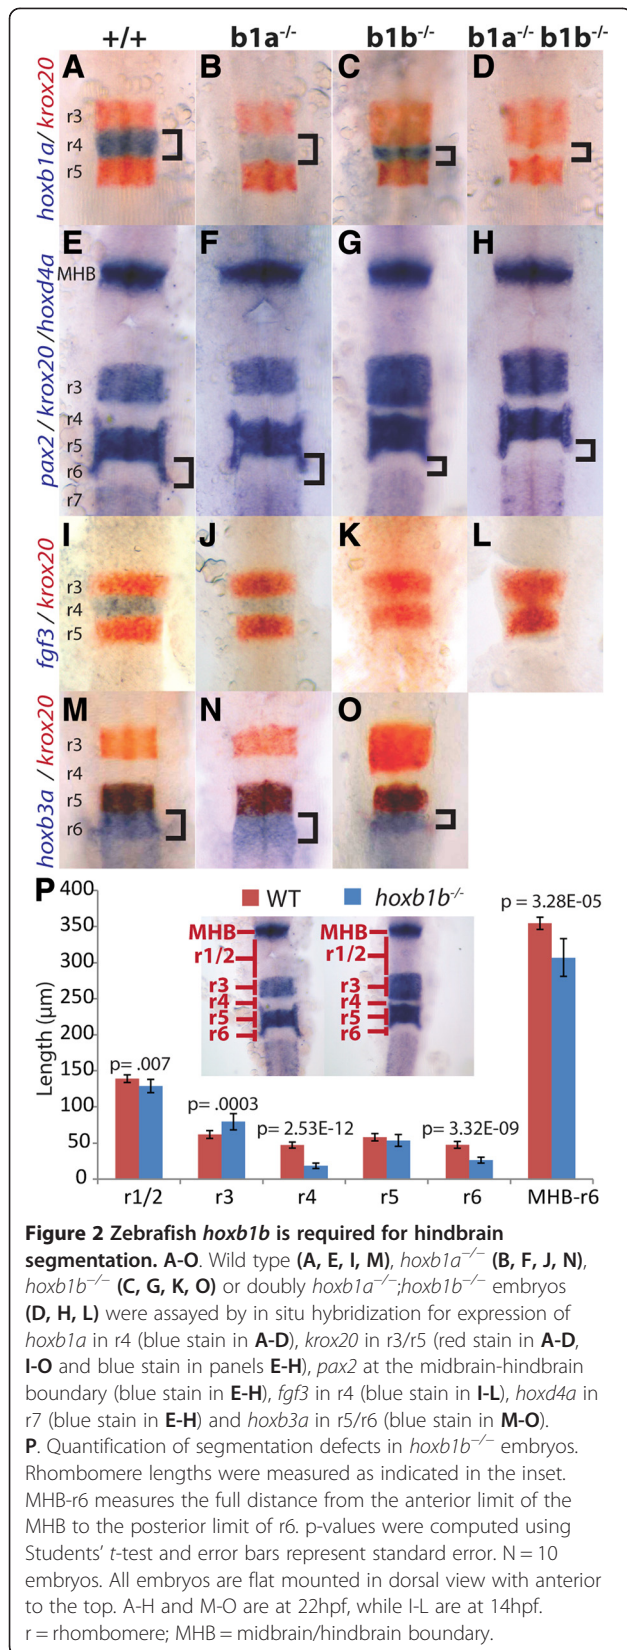 +/+ b1a-/- b1b-/- b1a-/- b1b-/-
hoxb1a/ krox20
A B C D
r3
r4
r5
pax2 / krox20 /hoxd4a
E F G H
MHB
r3
r4
r5
r6
r7
fgf3 / krox20
I J K L
r3
r4
r5
hoxb3a / krox20
M N O
r3
r4
r5
r6
P
WT hoxb1b-/-
Length (μm)
400
350
300
250
200
150
100
50
0
MHB MHB
r1/2 r1/2
r3 r3
r4 r4
r5 r5
r6 r6
p= .007
p= .0003
p= 2.53E-12
p= 3.32E-09
p = 3.28E-05
r1/2 r3 r4 r5 r6 MHB-r6
Figure 2 Zebrafish hoxb1b is required for hindbrain
segmentation. A-O. Wild type (A, E, I, M), hoxb1a−/− (B, F, J, N),
hoxb1b−/− (C, G, K, O) or doubly hoxb1a−/−;hoxb1b−/− embryos
(D, H, L) were assayed by in situ hybridization for expression of
hoxb1a in r4 (blue stain in A-D), krox20 in r3/r5 (red stain in A-D,
I-O and blue stain in panels E-H), pax2 at the midbrain-hindbrain
boundary (blue stain in E-H), fgf3 in r4 (blue stain in I-L), hoxd4a in
r7 (blue stain in E-H) and hoxb3a in r5/r6 (blue stain in M-O).
P. Quantification of segmentation defects in hoxb1b−/− embryos.
Rhombomere lengths were measured as indicated in the inset.
MHB-r6 measures the full distance from the anterior limit of the
MHB to the posterior limit of r6. p-values were computed using
Students' t-test and error bars represent standard error. N = 10
embryos. All embryos are flat mounted in dorsal view with anterior
to the top. A-H and M-O are at 22hpf, while I-L are at 14hpf.
r = rhombomere; MHB = midbrain/hindbrain boundary.